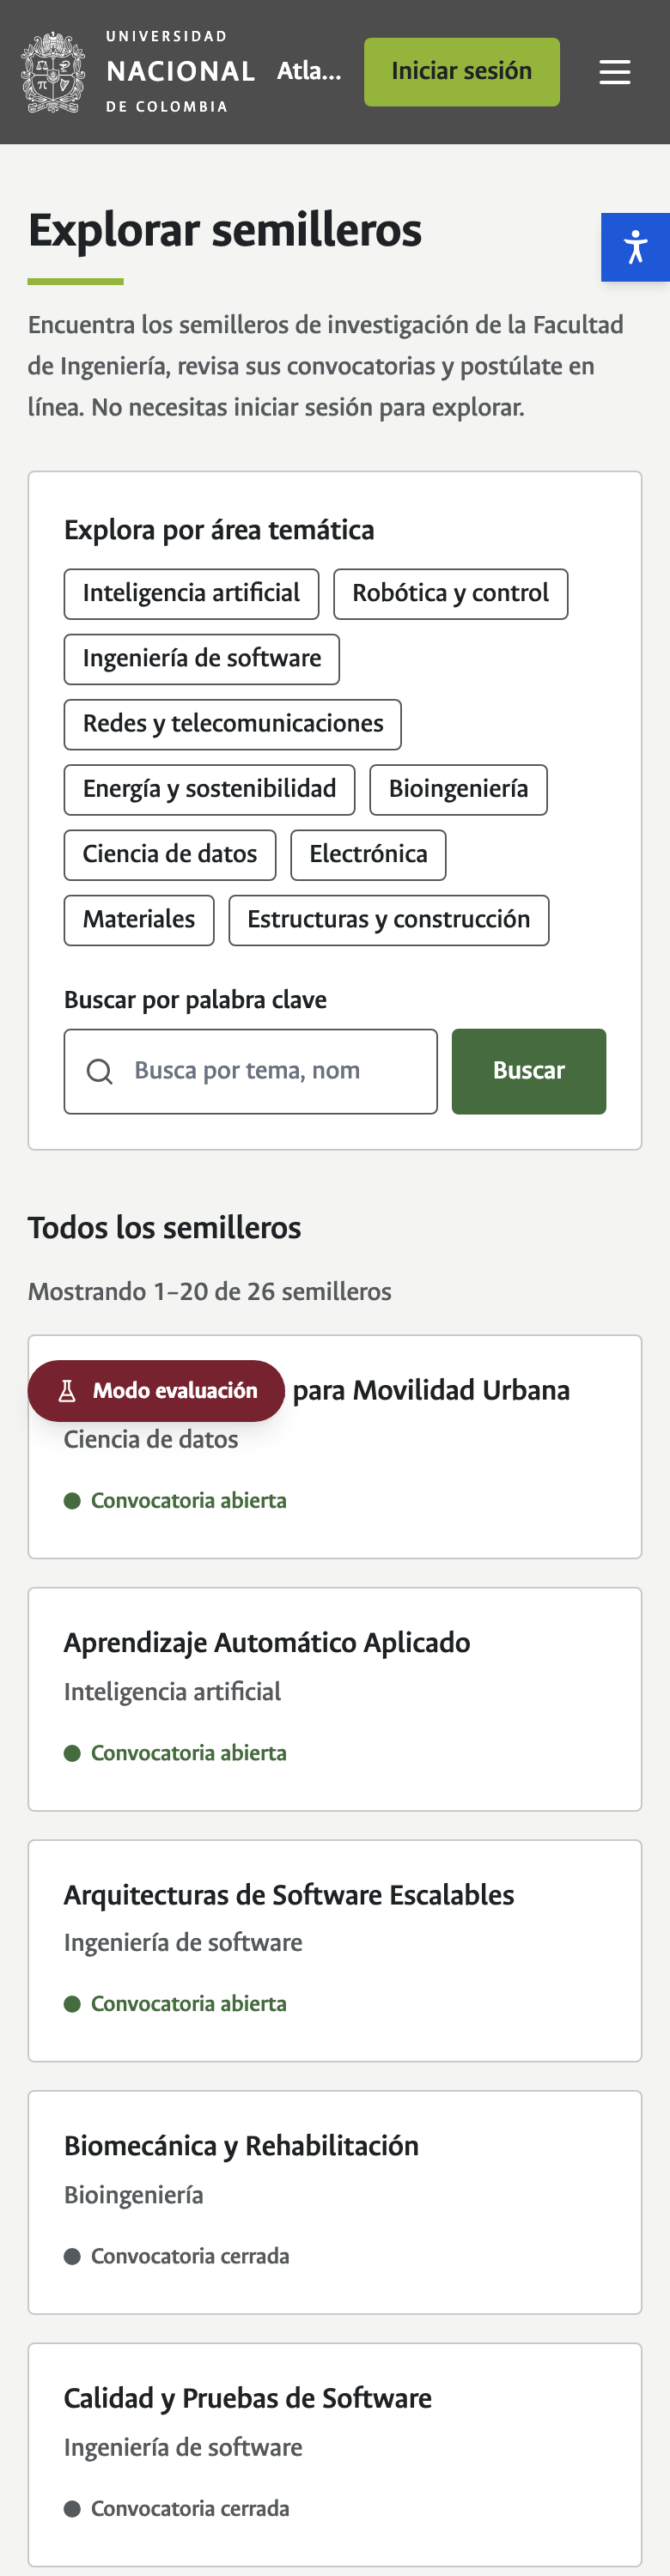 UNIVERSIDAD
NACIONAL
DE COLOMBIA
Atla...
Iniciar sesión
Explorar semilleros
Encuentra los semilleros de investigación de la Facultad
de Ingeniería, revisa sus convocatorias y postúlate en
línea. No necesitas iniciar sesión para explorar.
Explora por área temática
Inteligencia artificial
Robótica y control
Ingeniería de software
Redes y telecomunicaciones
Energía y sostenibilidad
Bioingeniería
Ciencia de datos
Electrónica
Materiales
Estructuras y construcción
Buscar por palabra clave
Busca por tema, nom
Buscar
Todos los semilleros
Mostrando 1–20 de 26 semilleros
Modo evaluación
para Movilidad Urbana
Ciencia de datos
Convocatoria abierta
Aprendizaje Automático Aplicado
Inteligencia artificial
Convocatoria abierta
Arquitecturas de Software Escalables
Ingeniería de software
Convocatoria abierta
Biomecánica y Rehabilitación
Bioingeniería
Convocatoria cerrada
Calidad y Pruebas de Software
Ingeniería de software
Convocatoria cerrada